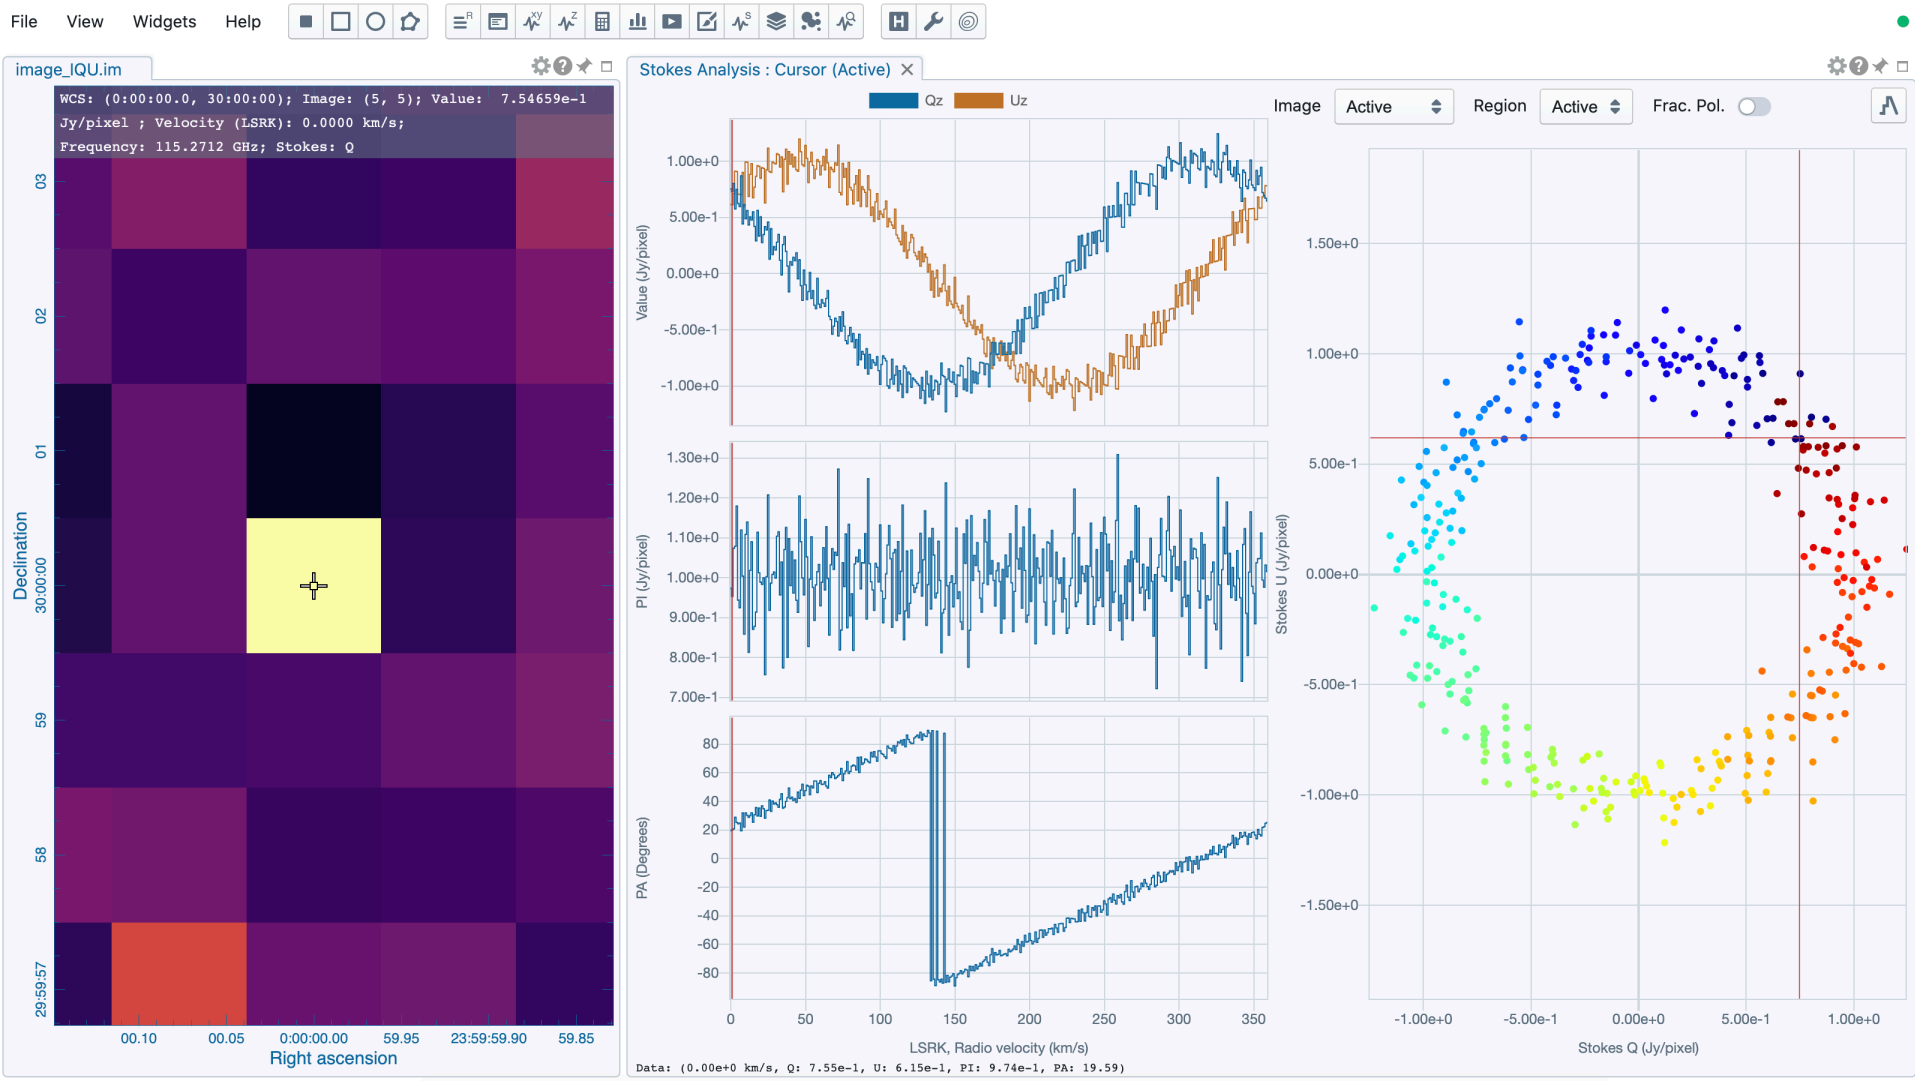 File View Widgets Help
R XY Z S H
image_IQU.im
WCS: (0:00:00.0, 30:00:00); Image: (5, 5); Value: 7.54659e-1
Jy/pixel ; Velocity (LSRK): 0.0000 km/s;
Frequency: 115.2712 GHz; Stokes: Q
Declination
03
02
01
30:00:00
59
58
29:59:57
00.10 00.05 0:00:00.00 59.95 23:59:59.90 59.85
Right ascension
Stokes Analysis : Cursor (Active)
Qz Uz
Image Active Region Active Frac. Pol.
Value (Jy/pixel)
1.00e+0
5.00e-1
0.00e+0
-5.00e-1
-1.00e+0
PI (Jy/pixel)
1.30e+0
1.20e+0
1.10e+0
1.00e+0
9.00e-1
8.00e-1
7.00e-1
PA (Degrees)
80
60
40
20
0
-20
-40
-60
-80
0 50 100 150 200 250 300 350
LSRK, Radio velocity (km/s)
Data: (0.00e+0 km/s, Q: 7.55e-1, U: 6.15e-1, PI: 9.74e-1, PA: 19.59)
Stokes U (Jy/pixel)
1.50e+0
1.00e+0
5.00e-1
0.00e+0
-5.00e-1
-1.00e+0
-1.50e+0
-1.00e+0 -5.00e-1 0.00e+0 5.00e-1 1.00e+0
Stokes Q (Jy/pixel)